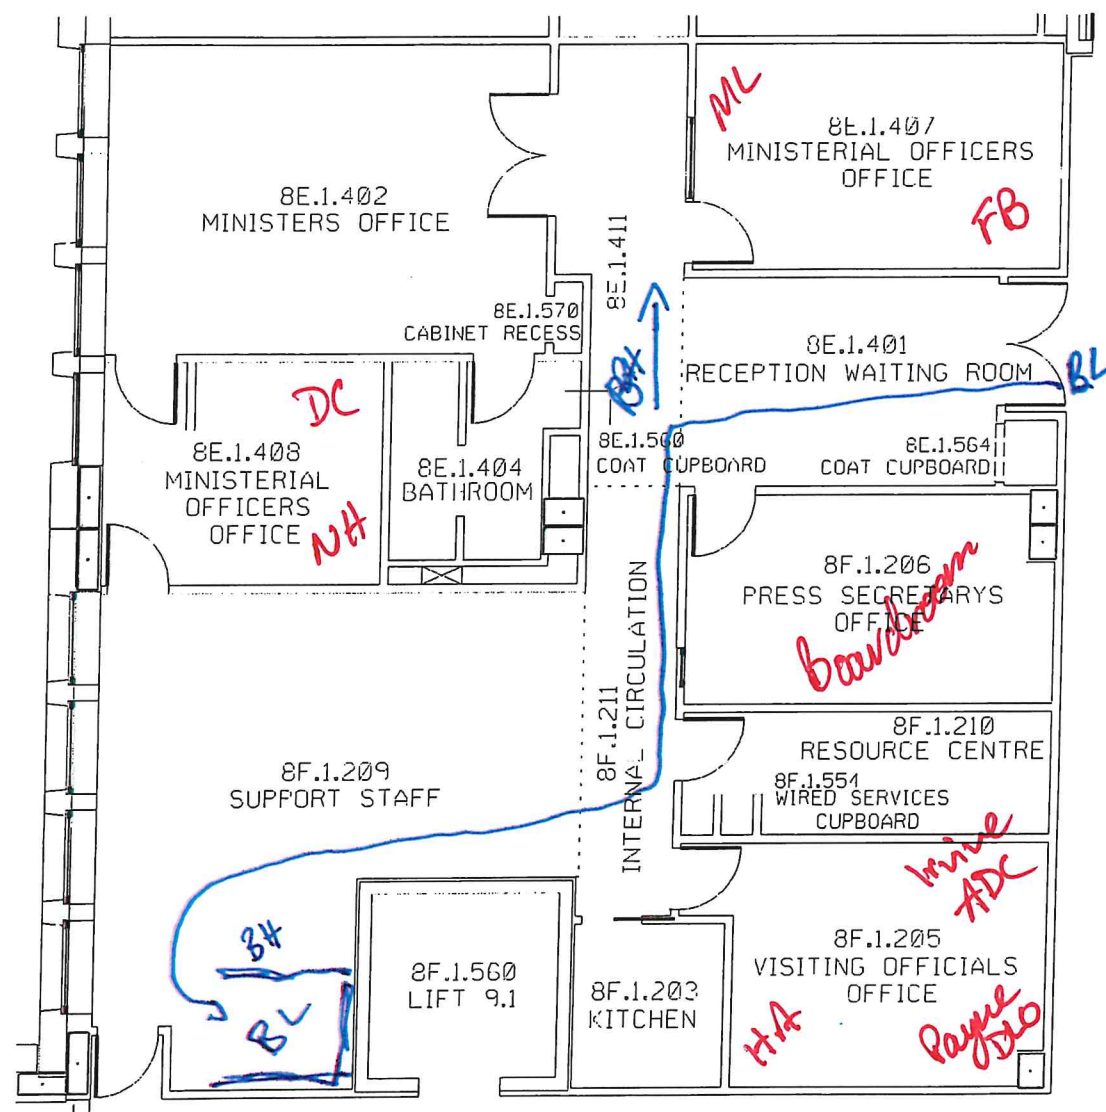 ML
8E.1.407
MINISTERIAL OFFICERS
OFFICE
FB
8E.1.402
MINISTERS OFFICE
8E.1.411
8E.1.570
CABINET RECESS
8E.1.401
RECEPTION WAITING ROOM
BL
BH
DC
8E.1.408
MINISTERIAL
OFFICERS
OFFICE
NH
8E.1.404
BATHROOM
8E.1.560
COAT CUPBOARD
8E.1.564
COAT CUPBOARD
8F.1.206
PRESS SECRETARYS
OFFICE
Boardroom
8F.1.211
INTERNAL CIRCULATION
8F.1.210
RESOURCE CENTRE
8F.1.554
WIRED SERVICES
CUPBOARD
8F.1.209
SUPPORT STAFF
Irvine
ADC
BH
BL
8F.1.560
LIFT 9.1
8F.1.203
KITCHEN
8F.1.205
VISITING OFFICIALS
OFFICE
HA
Payne
DLO